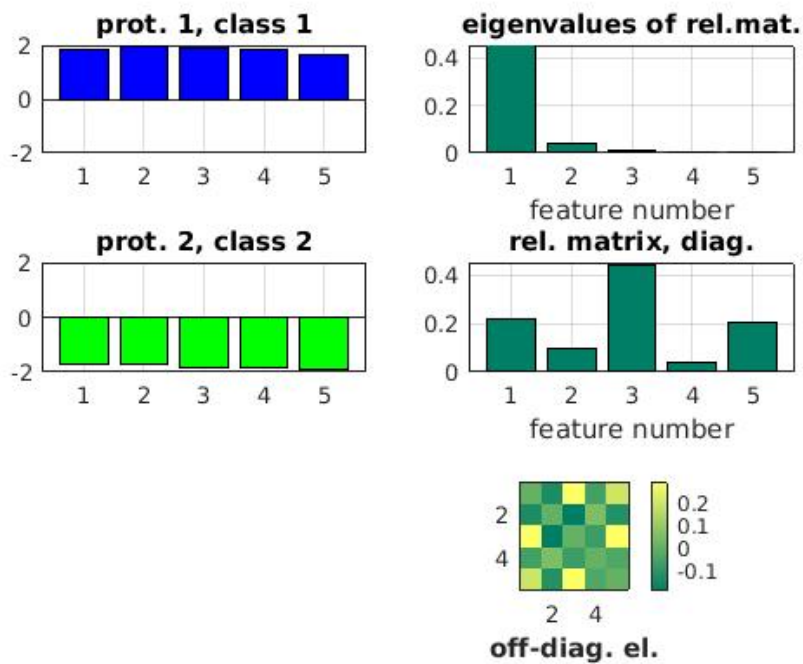 prot. 1, class 1
2
0
-2
1 2 3 4 5
eigenvalues of rel.mat.
0.4
0.2
0
1 2 3 4 5
feature number
prot. 2, class 2
2
0
-2
1 2 3 4 5
rel. matrix, diag.
0.4
0.2
0
1 2 3 4 5
feature number
2
4
2 4
0.2
0.1
0
-0.1
off-diag. el.